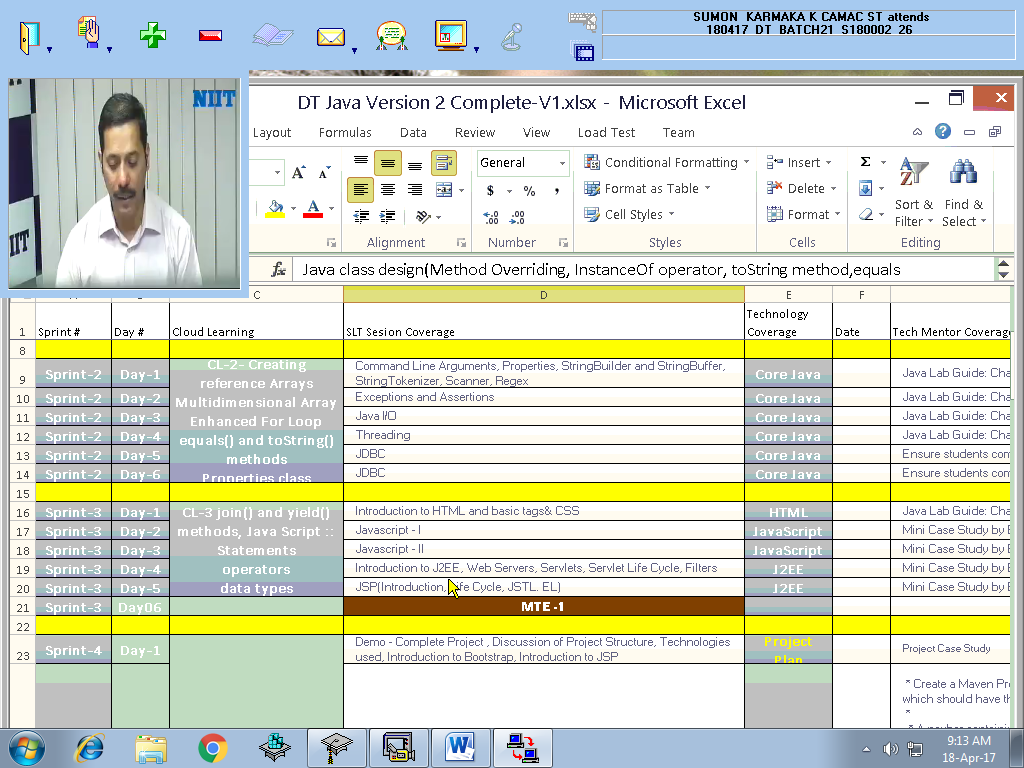 SUMON KARMAKA K CAMAC ST attends
180417 DT BATCH21 S180002 26
NIIT
IIT
DT Java Version 2 Complete-V1.xlsx - Microsoft Excel
Layout Formulas Data Review View Load Test Team
General
Conditional Formatting
Format as Table
Cell Styles
Insert
Delete
Format
Sort & Filter
Find & Select
Alignment Number Styles Cells Editing
fx Java class design(Method Overriding, InstanceOf operator, toString method,equals
C D E F
1 Sprint # Day # Cloud Learning SLT Sesion Coverage Technology Coverage Date Tech Mentor Coverage
8
9 Sprint-2 Day-1 CL-2- Creating reference Arrays Command Line Arguments, Properties, StringBuilder and StringBuffer, StringTokenizer, Scanner, Regex Core Java Java Lab Guide: Cha
10 Sprint-2 Day-2 Multidimensional Array Exceptions and Assertions Core Java Java Lab Guide: Cha
11 Sprint-2 Day-3 Enhanced For Loop Java I/O Core Java Java Lab Guide: Cha
12 Sprint-2 Day-4 equals() and toString() Threading Core Java Java Lab Guide: Cha
13 Sprint-2 Day-5 methods JDBC Core Java Ensure students con
14 Sprint-2 Day-6 Properties class JDBC Core Java Ensure students con
15
16 Sprint-3 Day-1 CL-3 join() and yield() Introduction to HTML and basic tags& CSS HTML Java Lab Guide: Cha
17 Sprint-3 Day-2 methods, Java Script :: Javascript - I JavaScript Mini Case Study by E
18 Sprint-3 Day-3 Statements Javascript - II JavaScript Mini Case Study by E
19 Sprint-3 Day-4 operators Introduction to J2EE, Web Servers, Servlets, Servlet Life Cycle, Filters J2EE Mini Case Study by E
20 Sprint-3 Day-5 data types JSP(Introduction, Life Cycle, JSTL, EL) J2EE Mini Case Study by E
21 Sprint-3 Day06 MTE -1
22
23 Sprint-4 Day-1 Demo - Complete Project , Discussion of Project Structure, Technologies used, Introduction to Bootstrap, Introduction to JSP Project Plan Project Case Study
* Create a Maven Pro
which should have th
*
9:13 AM
18-Apr-17